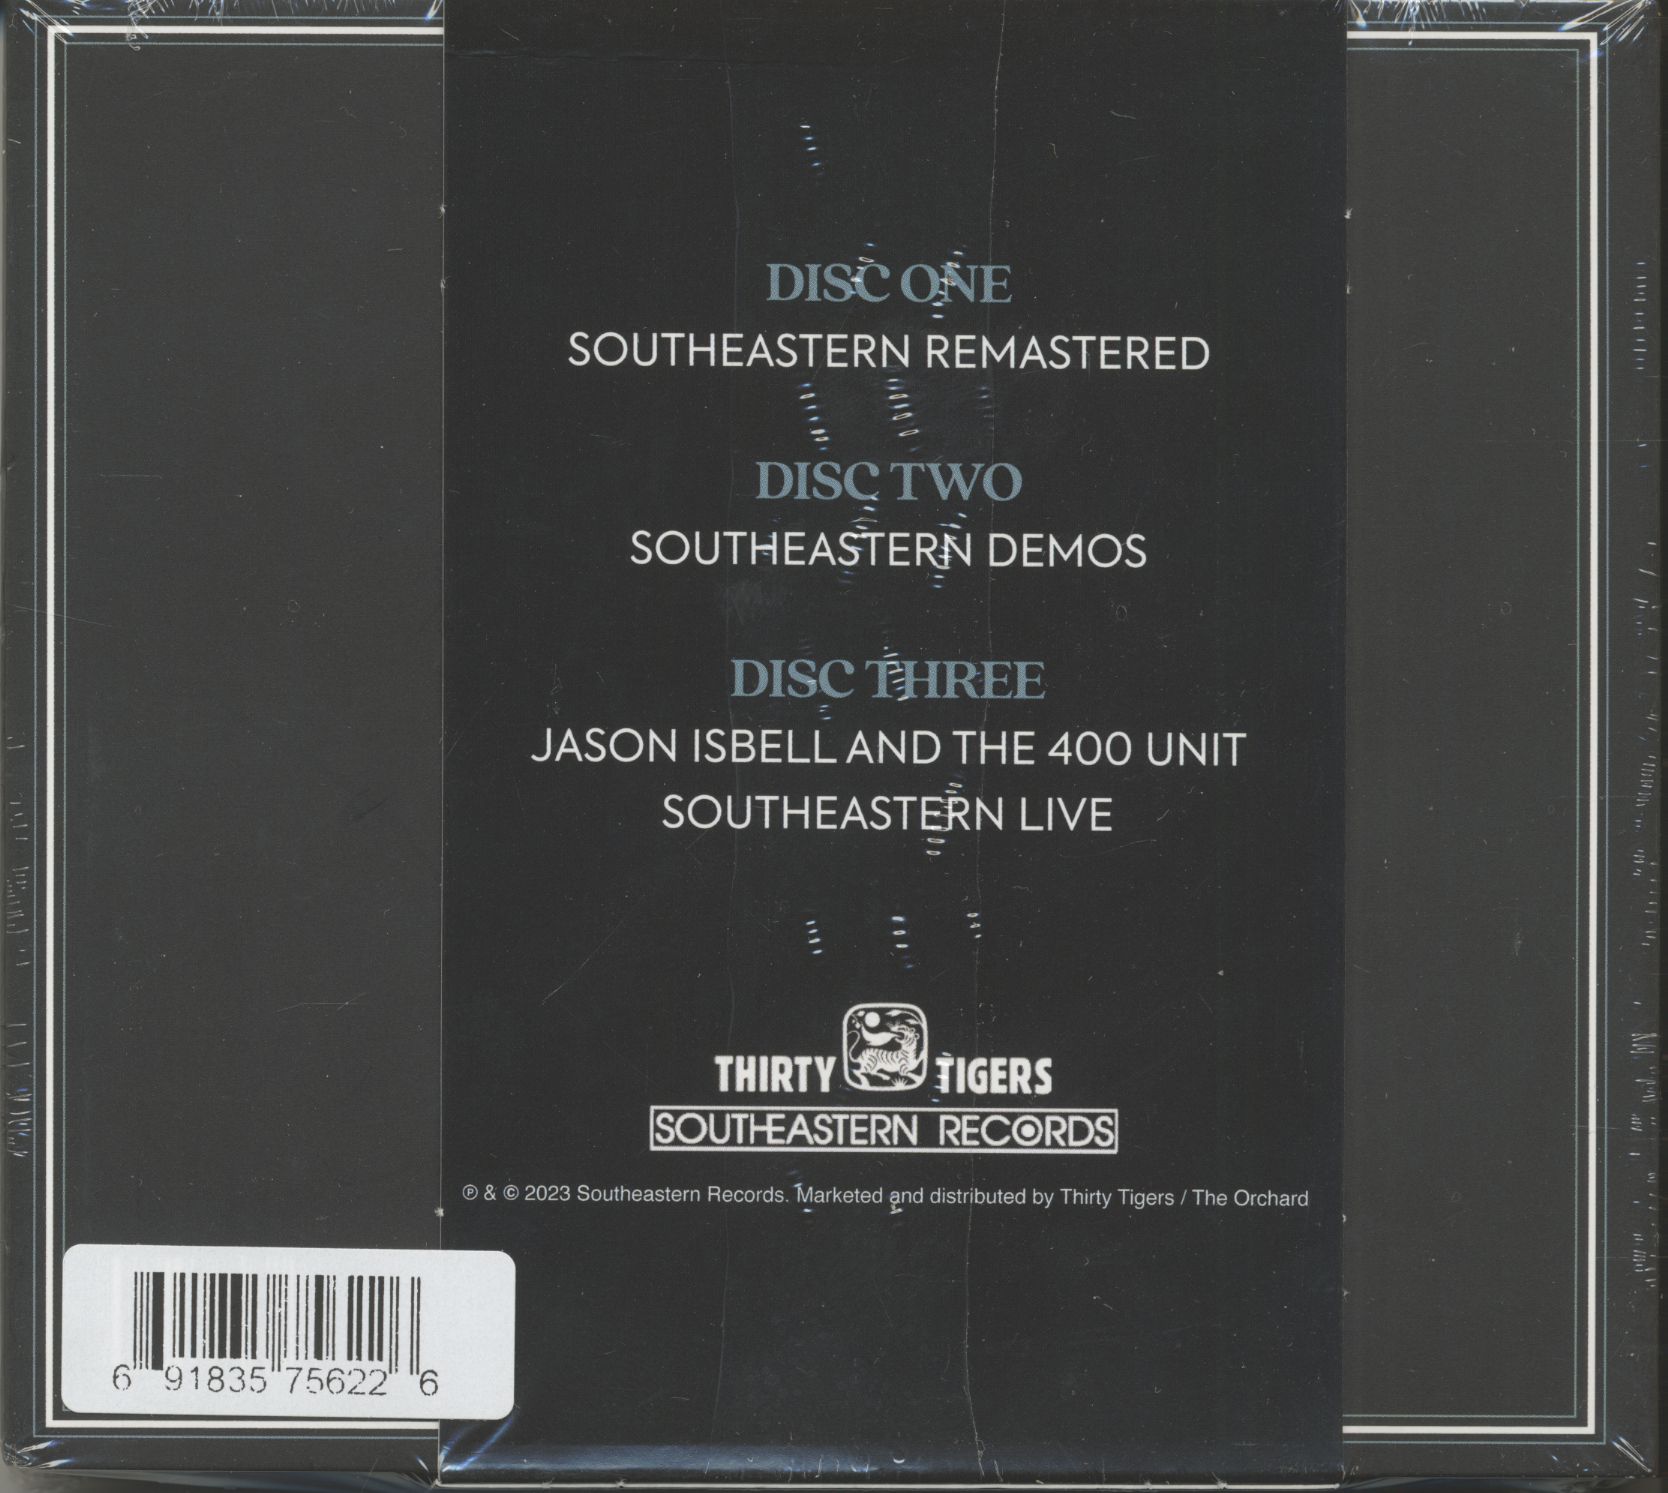 DISC ONE
SOUTHEASTERN REMASTERED
DISC TWO
SOUTHEASTERN DEMOS
DISC THREE
JASON ISBELL AND THE 400 UNIT
SOUTHEASTERN LIVE
THIRTY TIGERS
SOUTHEASTERN RECORDS
℗ & © 2023 Southeastern Records. Marketed and distributed by Thirty Tigers / The Orchard
6 91835 75622 6